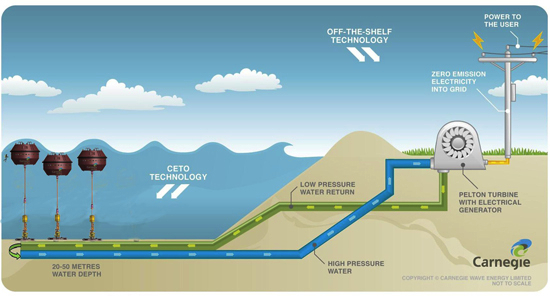 POWER TO
THE USER
OFF-THE-SHELF
TECHNOLOGY
ZERO EMISSION
ELECTRICITY
INTO GRID
CETO
TECHNOLOGY
LOW PRESSURE
WATER RETURN
PELTON TURBINE
WITH ELECTRICAL
GENERATOR
HIGH PRESSURE
WATER
20-50 METRES
WATER DEPTH
Carnegie
COPYRIGHT © CARNEGIE WAVE ENERGY LIMITED
NOT TO SCALE